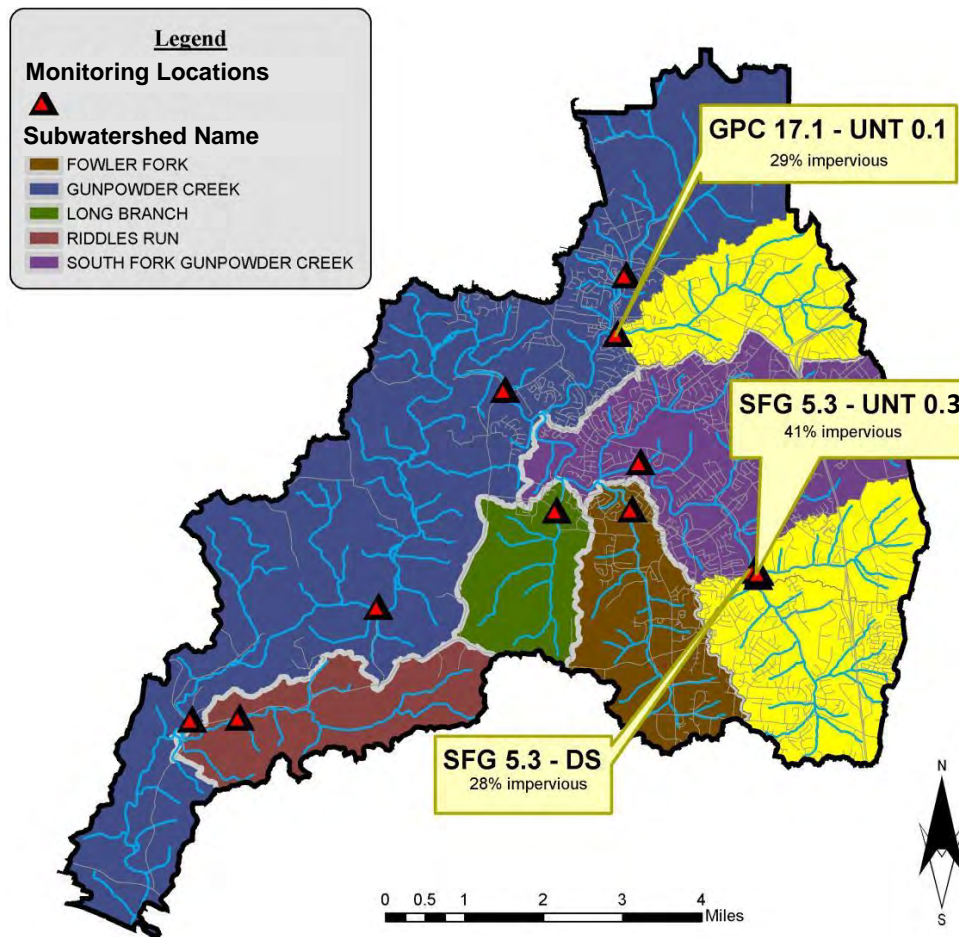 Legend
Monitoring Locations
Subwatershed Name
FOWLER FORK
GUNPOWDER CREEK
LONG BRANCH
RIDDLES RUN
SOUTH FORK GUNPOWDER CREEK
GPC 17.1 - UNT 0.1
29% impervious
SFG 5.3 - UNT 0.3
41% impervious
SFG 5.3 - DS
28% impervious
N
S
0 0.5 1 2 3 4
Miles